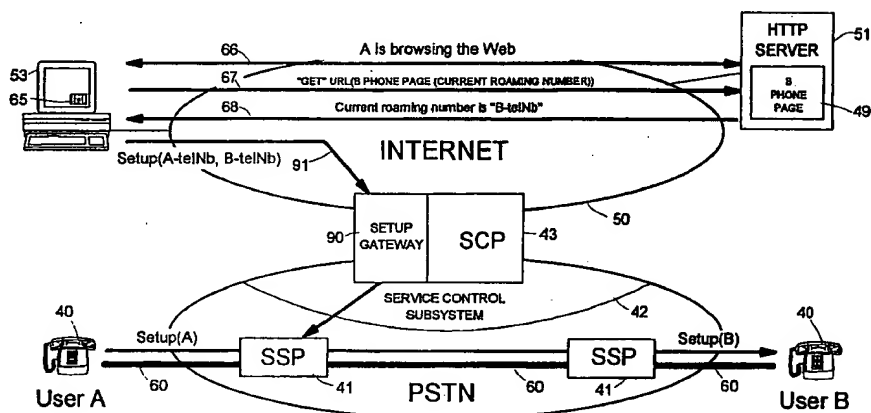 66
A is browsing the Web
HTTP
SERVER
51
53
67
"GET" URL(B PHONE PAGE (CURRENT ROAMING NUMBER))
65
B
PHONE
PAGE
49
68
Current roaming number is "B-telNb"
INTERNET
Setup(A-telNb, B-telNb)
91
50
90
SETUP
GATEWAY
SCP
43
SERVICE CONTROL
SUBSYSTEM
42
40
Setup(A)
Setup(B)
40
SSP
SSP
60
41
PSTN
60
41
60
User A
User B